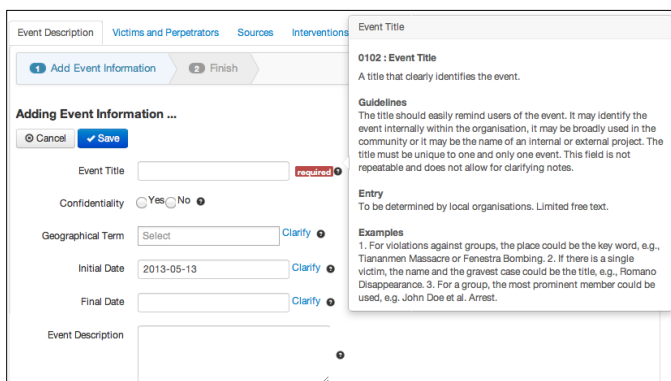 Event Description Victims and Perpetrators Sources Interventions
1 Add Event Information 2 Finish
Adding Event Information ...
Cancel Save
Event Title required
Confidentiality Yes No
Geographical Term Select Clarify
Initial Date 2013-05-13 Clarify
Final Date Clarify
Event Description
Event Title
0102 : Event Title
A title that clearly identifies the event.
Guidelines
The title should easily remind users of the event. It may identify the
event internally within the organisation, it may be broadly used in the
community or it may be the name of an internal or external project. The
title must be unique to one and only one event. This field is not
repeatable and does not allow for clarifying notes.
Entry
To be determined by local organisations. Limited free text.
Examples
1. For violations against groups, the place could be the key word, e.g.,
Tiananmen Massacre or Fenestra Bombing. 2. If there is a single
victim, the name and the gravest case could be the title, e.g., Romano
Disappearance. 3. For a group, the most prominent member could be
used, e.g. John Doe et al. Arrest.